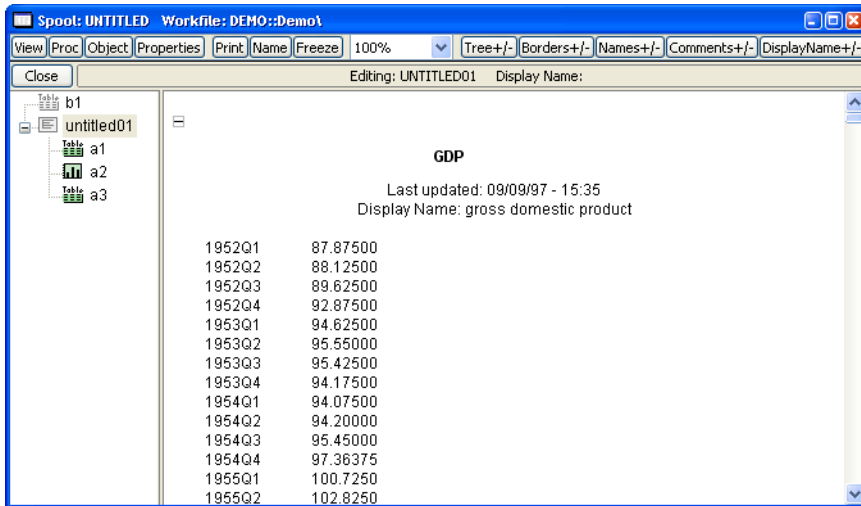 Spool: UNTITLED Workfile: DEMO::Demo\
View Proc Object Properties Print Name Freeze 100% Tree+/- Borders+/- Names+/- Comments+/- DisplayName+/-
Close Editing: UNTITLED01 Display Name:
Table b1
untitled01
Table a1
a2
Table a3
GDP
Last updated: 09/09/97 - 15:35
Display Name: gross domestic product
1952Q1 87.87500
1952Q2 88.12500
1952Q3 89.62500
1952Q4 92.87500
1953Q1 94.62500
1953Q2 95.55000
1953Q3 95.42500
1953Q4 94.17500
1954Q1 94.07500
1954Q2 94.20000
1954Q3 95.45000
1954Q4 97.36375
1955Q1 100.7250
1955Q2 102.8250